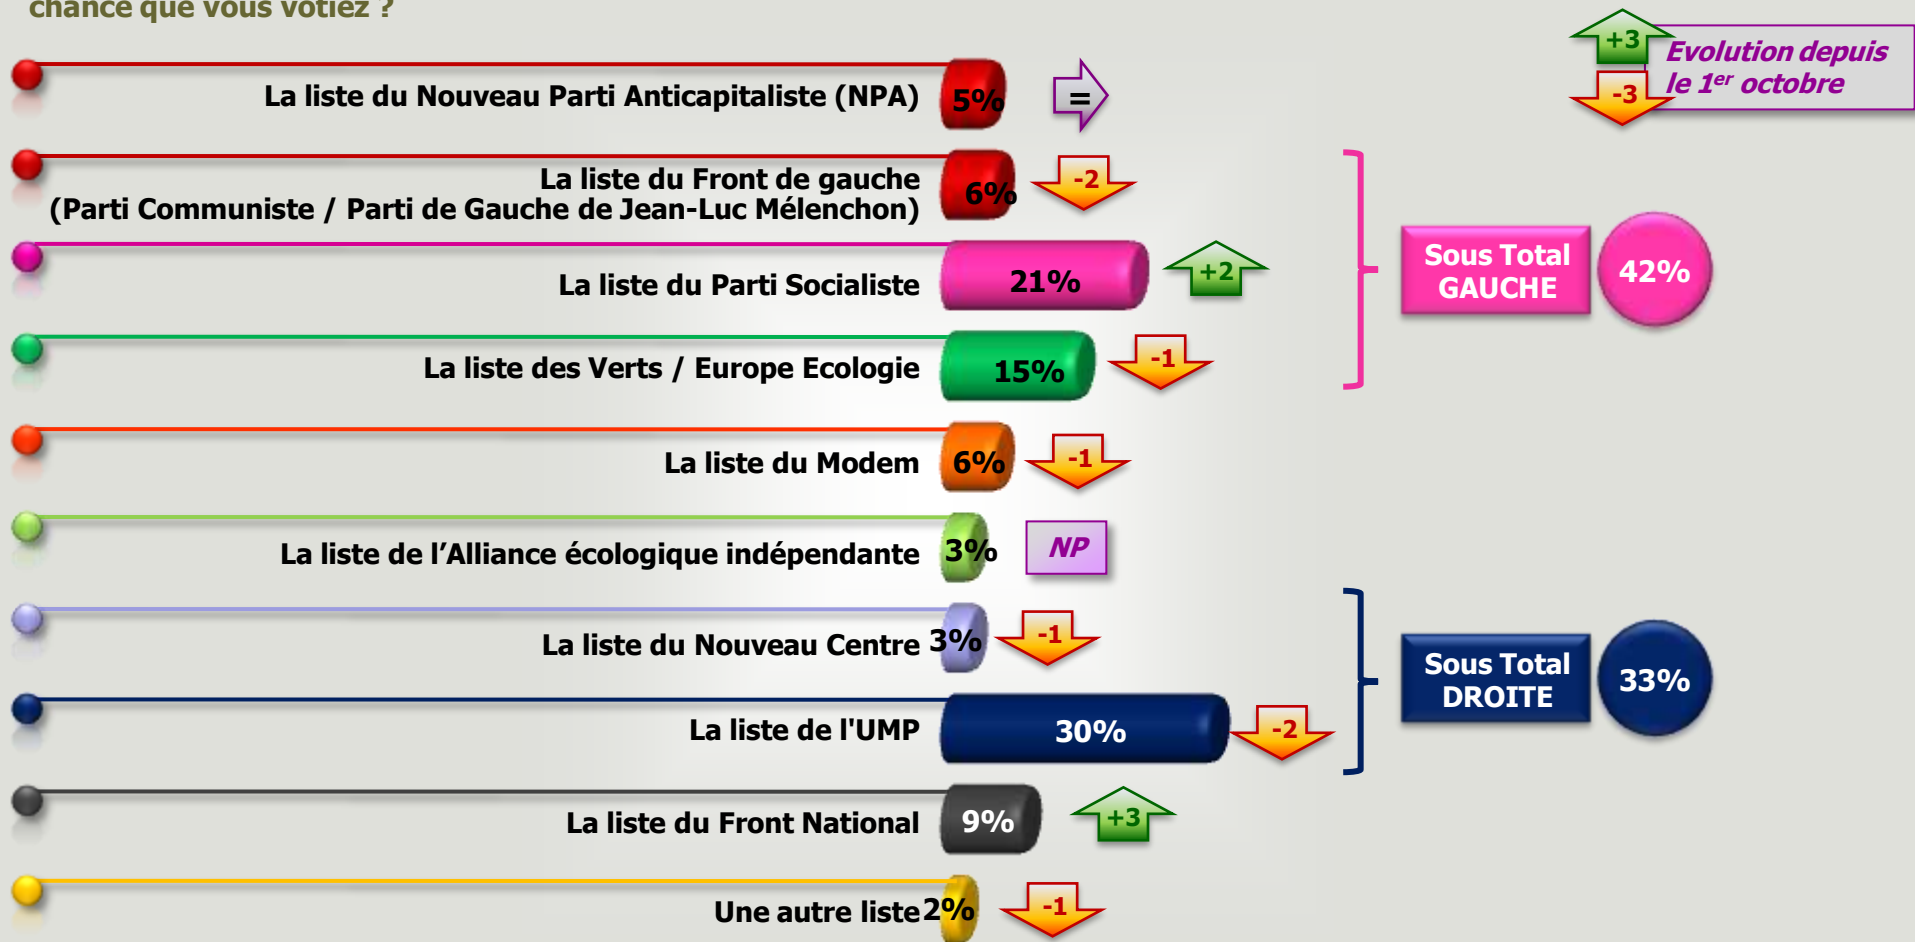 chance que vous votiez ?
+3
-3
Evolution depuis
le 1er octobre
La liste du Nouveau Parti Anticapitaliste (NPA)
5%
=
La liste du Front de gauche
(Parti Communiste / Parti de Gauche de Jean-Luc Mélenchon)
6%
-2
La liste du Parti Socialiste
21%
+2
Sous Total
GAUCHE
42%
La liste des Verts / Europe Ecologie
15%
-1
La liste du Modem
6%
-1
La liste de l’Alliance écologique indépendante
3%
NP
La liste du Nouveau Centre
3%
-1
Sous Total
DROITE
33%
La liste de l'UMP
30%
-2
La liste du Front National
9%
+3
Une autre liste
2%
-1